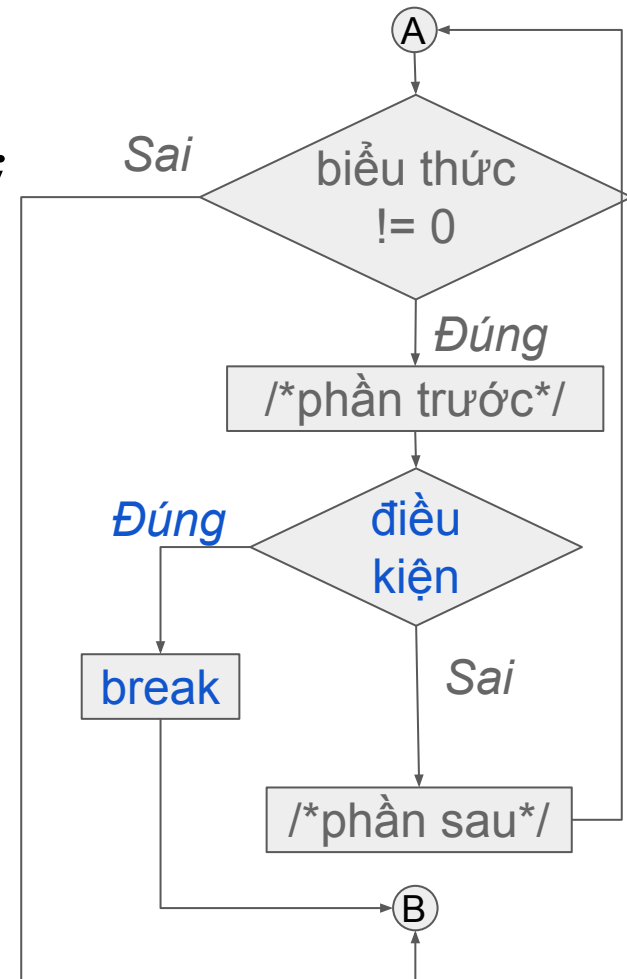 A
;
Sai
biểu thức
!= 0
Đúng
/*phần trước*/
Đúng
điều
kiện
break
Sai
/*phần sau*/
B